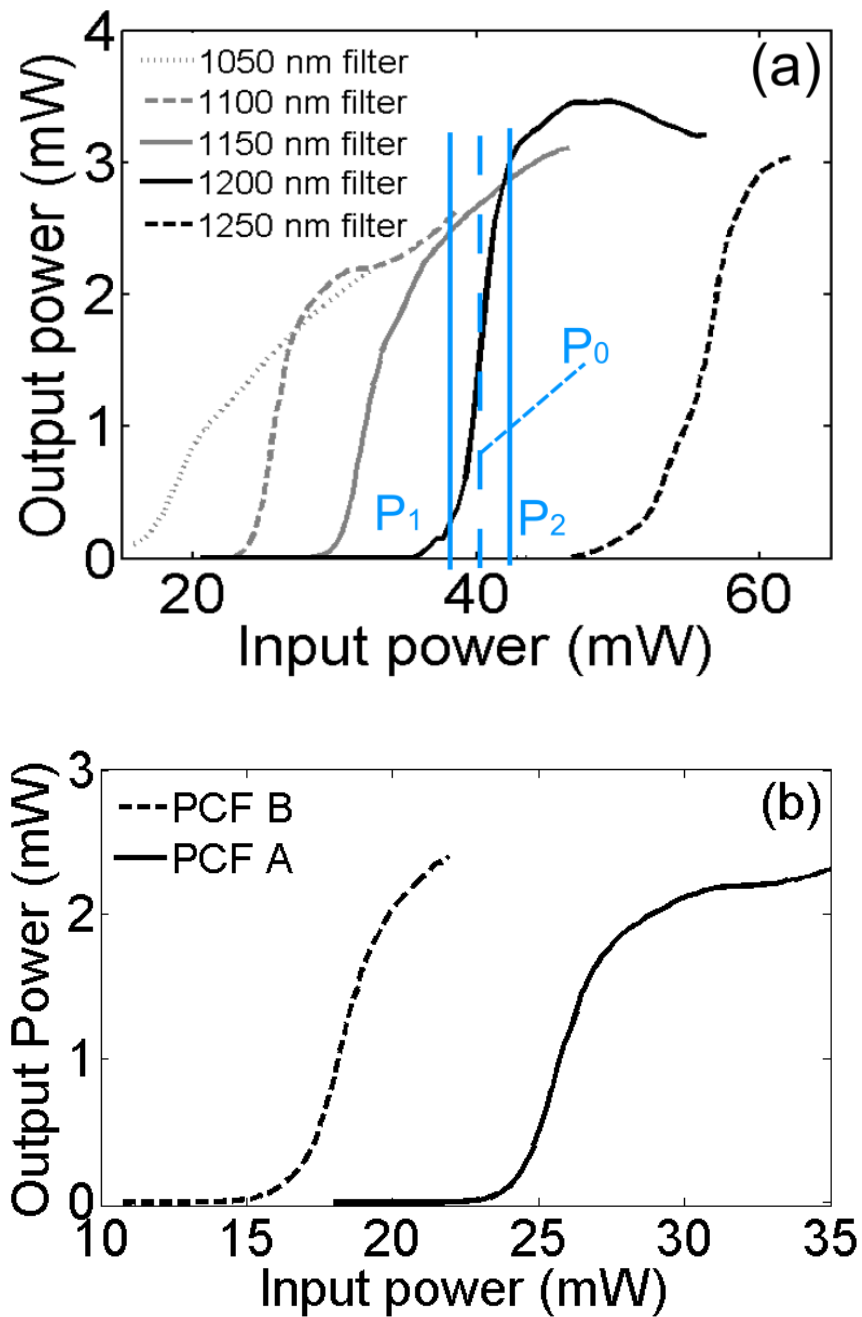 (a)
1050 nm filter
1100 nm filter
1150 nm filter
1200 nm filter
1250 nm filter
4
3
2
1
0
Output power (mW)
P0
P1
P2
20 40 60
Input power (mW)
(b)
PCF B
PCF A
3
2
1
0
Output Power (mW)
10 15 20 25 30 35
Input power (mW)